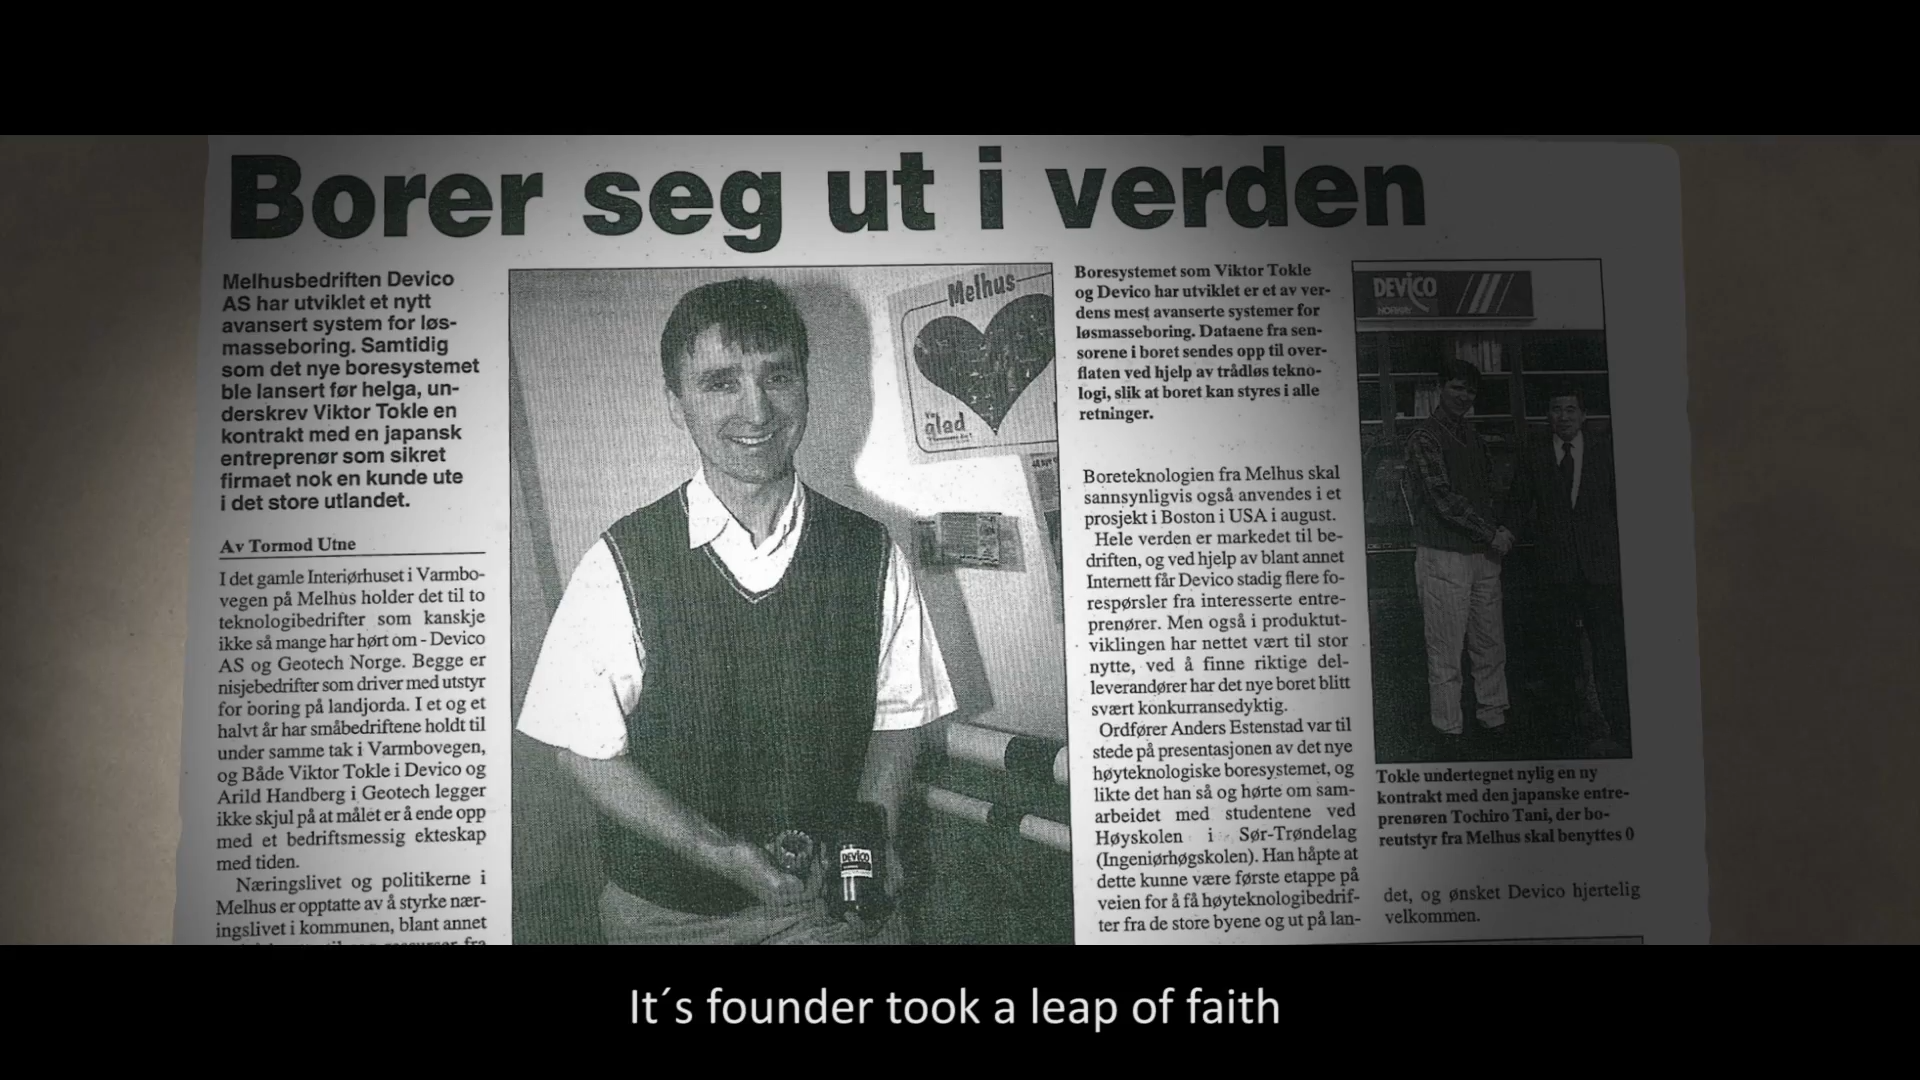 Borer seg ut i verden
Melhusbedriften Devico
AS har utviklet et nytt
avansert system for løs-
masseboring. Samtidig
som det nye boresystemet
ble lansert før helga, un-
derskrev Viktor Tokle en
kontrakt med en japansk
entreprenør som sikret
firmaet nok en kunde ute
i det store utlandet.
Av Tormod Utne
I det gamle Interiørhuset i Varmbo-
vegen på Melhus holder det til to
teknologibedrifter som kanskje
ikke så mange har hørt om - Devico
AS og Geotech Norge. Begge er
nisjebedrifter som driver med utstyr
for boring på landjorda. I et og et
halvt år har småbedriftene holdt til
under samme tak i Varmbovegen,
og Både Viktor Tokle i Devico og
Arild Handberg i Geotech legger
ikke skjul på at målet er å ende opp
med et bedriftsmessig ekteskap
med tiden.
Næringslivet og politikerne i
Melhus er opptatte av å styrke nær-
ingslivet i kommunen, blant annet
Melhus
glad
DEVICO
Boresystemet som Viktor Tokle
og Devico har utviklet er et av ver-
dens mest avanserte systemer for
løsmasseboring. Dataene fra sen-
sorene i boret sendes opp til over-
flaten ved hjelp av trådløs tekno-
logi, slik at boret kan styres i alle
retninger.
Boreteknologien fra Melhus skal
sannsynligvis også anvendes i et
prosjekt i Boston i USA i august.
Hele verden er markedet til be-
driften, og ved hjelp av blant annet
Internett får Devico stadig flere fo-
respørsler fra interesserte entre-
prenører. Men også i produktut-
viklingen har nettet vært til stor
nytte, ved å finne riktige del-
leverandører har det nye boret blitt
svært konkurransedyktig.
Ordfører Anders Estenstad var til
stede på presentasjonen av det nye
høyteknologiske boresystemet, og
likte det han så og hørte om sam-
arbeidet med studentene ved
Høyskolen i Sør-Trøndelag
(Ingeniørhøgskolen). Han håpte at
dette kunne være første etappe på
veien for å få høyteknologibedrif-
ter fra de store byene og ut på lan-
DEVICO
NORWAY
Tokle undertegnet nylig en ny
kontrakt med den japanske entre-
prenøren Tochiro Tani, der bo-
reutstyr fra Melhus skal benyttes 0
det, og ønsket Devico hjertelig
velkommen.
It´s founder took a leap of faith